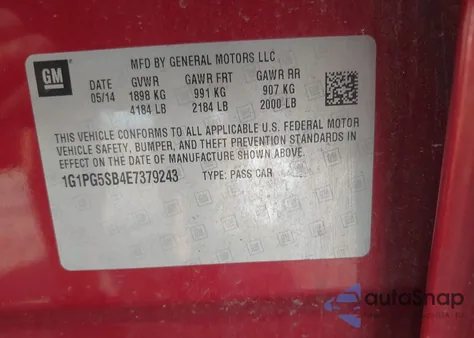 GM
MFD BY GENERAL MOTORS LLC
DATE GVWR GAWR FRT GAWR RR
05/14 1898 KG 991 KG 907 KG
4184 LB 2184 LB 2000 LB
THIS VEHICLE CONFORMS TO ALL APPLICABLE U.S. FEDERAL MOTOR
VEHICLE SAFETY, BUMPER, AND THEFT PREVENTION STANDARDS IN
EFFECT ON THE DATE OF MANUFACTURE SHOWN ABOVE.
1G1PG5SB4E7379243 TYPE: PASS CAR
autoSnap